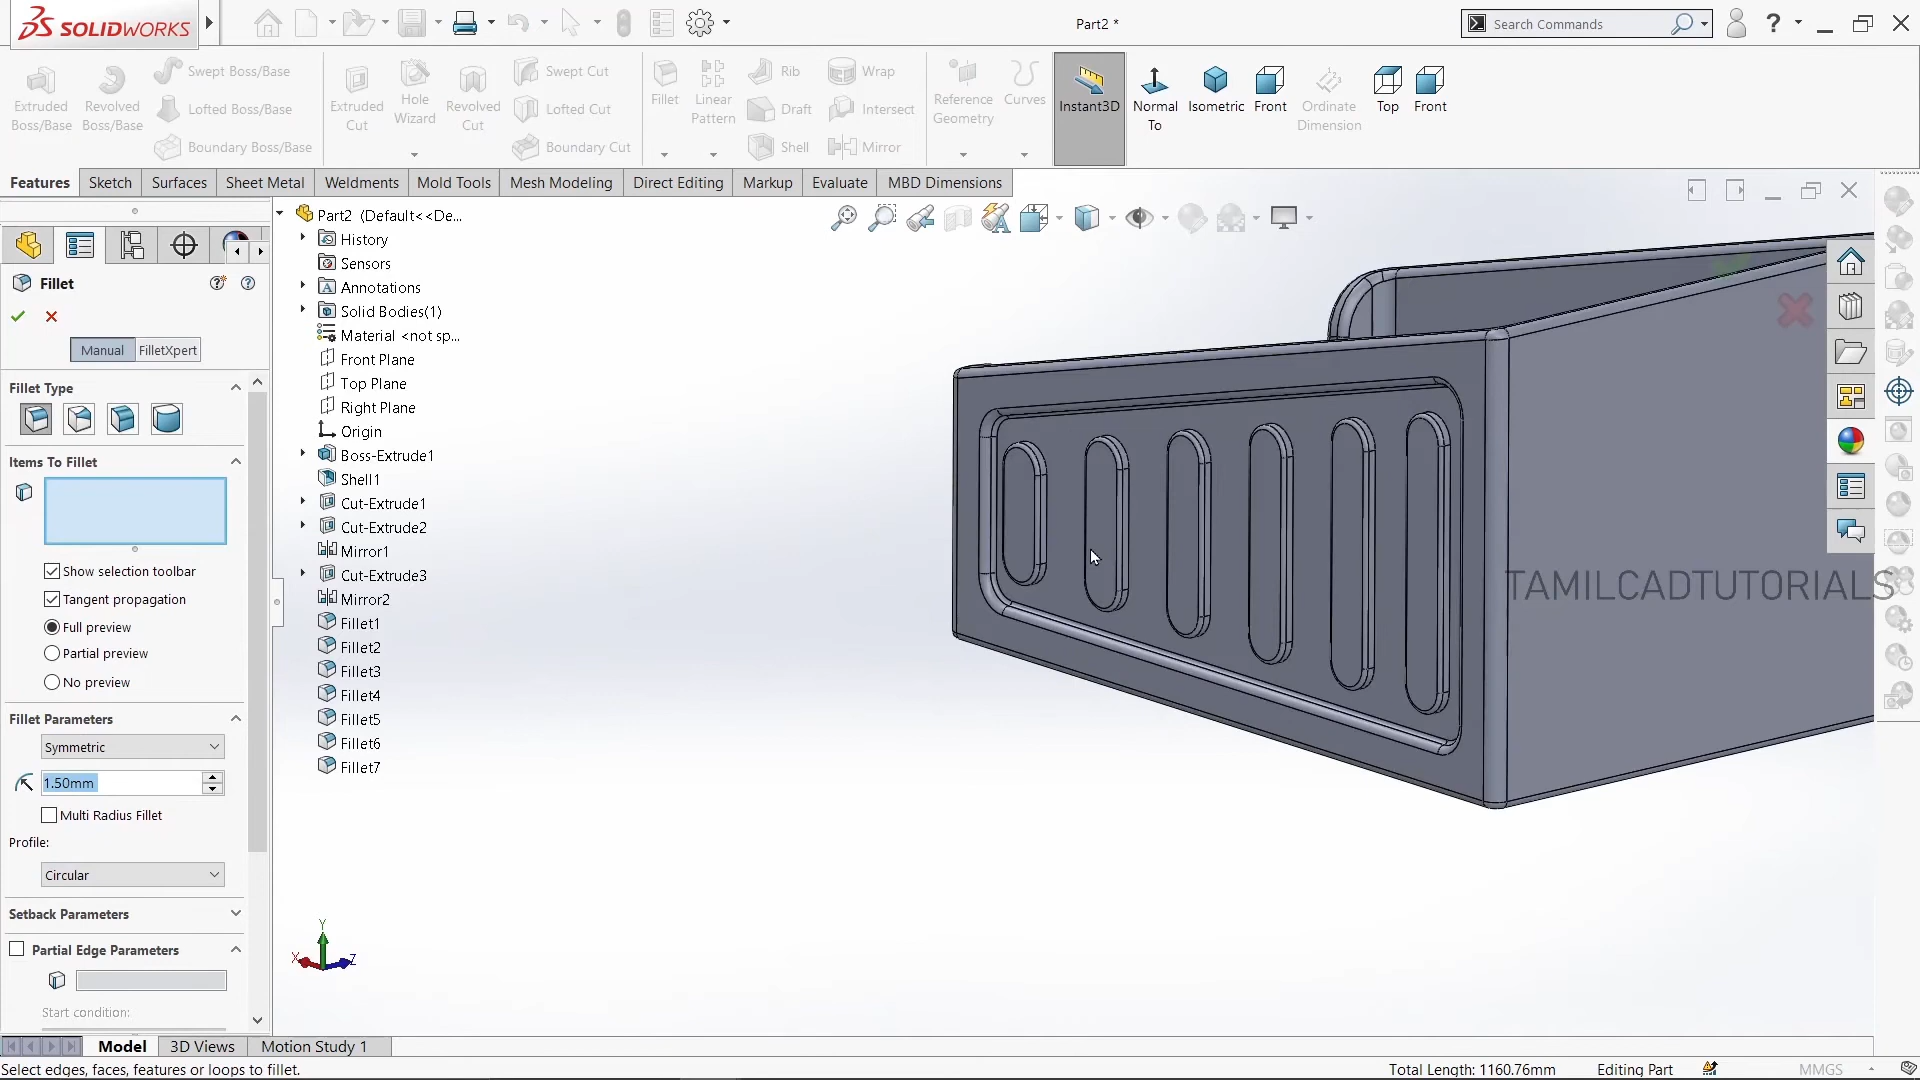 SOLIDWORKS
Part2 *
Search Commands
Extruded Boss/Base
Revolved Boss/Base
Swept Boss/Base
Lofted Boss/Base
Boundary Boss/Base
Extruded Cut
Hole Wizard
Revolved Cut
Swept Cut
Lofted Cut
Boundary Cut
Fillet
Linear Pattern
Rib
Draft
Shell
Wrap
Intersect
Mirror
Reference Geometry
Curves
Instant3D
Normal To
Isometric
Front
Ordinate Dimension
Top
Front
Features
Sketch
Surfaces
Sheet Metal
Weldments
Mold Tools
Mesh Modeling
Direct Editing
Markup
Evaluate
MBD Dimensions
Fillet
Manual
FilletXpert
Fillet Type
Items To Fillet
Show selection toolbar
Tangent propagation
Full preview
Partial preview
No preview
Fillet Parameters
Symmetric
1.50mm
Multi Radius Fillet
Profile:
Circular
Setback Parameters
Partial Edge Parameters
Start condition:
Part2 (Default<<De...
History
Sensors
Annotations
Solid Bodies(1)
Material <not sp...
Front Plane
Top Plane
Right Plane
Origin
Boss-Extrude1
Shell1
Cut-Extrude1
Cut-Extrude2
Mirror1
Cut-Extrude3
Mirror2
Fillet1
Fillet2
Fillet3
Fillet4
Fillet5
Fillet6
Fillet7
Y
X
Z
TAMILCADTUTORIALS
Model
3D Views
Motion Study 1
Select edges, faces, features or loops to fillet.
Total Length: 1160.76mm
Editing Part
MMGS